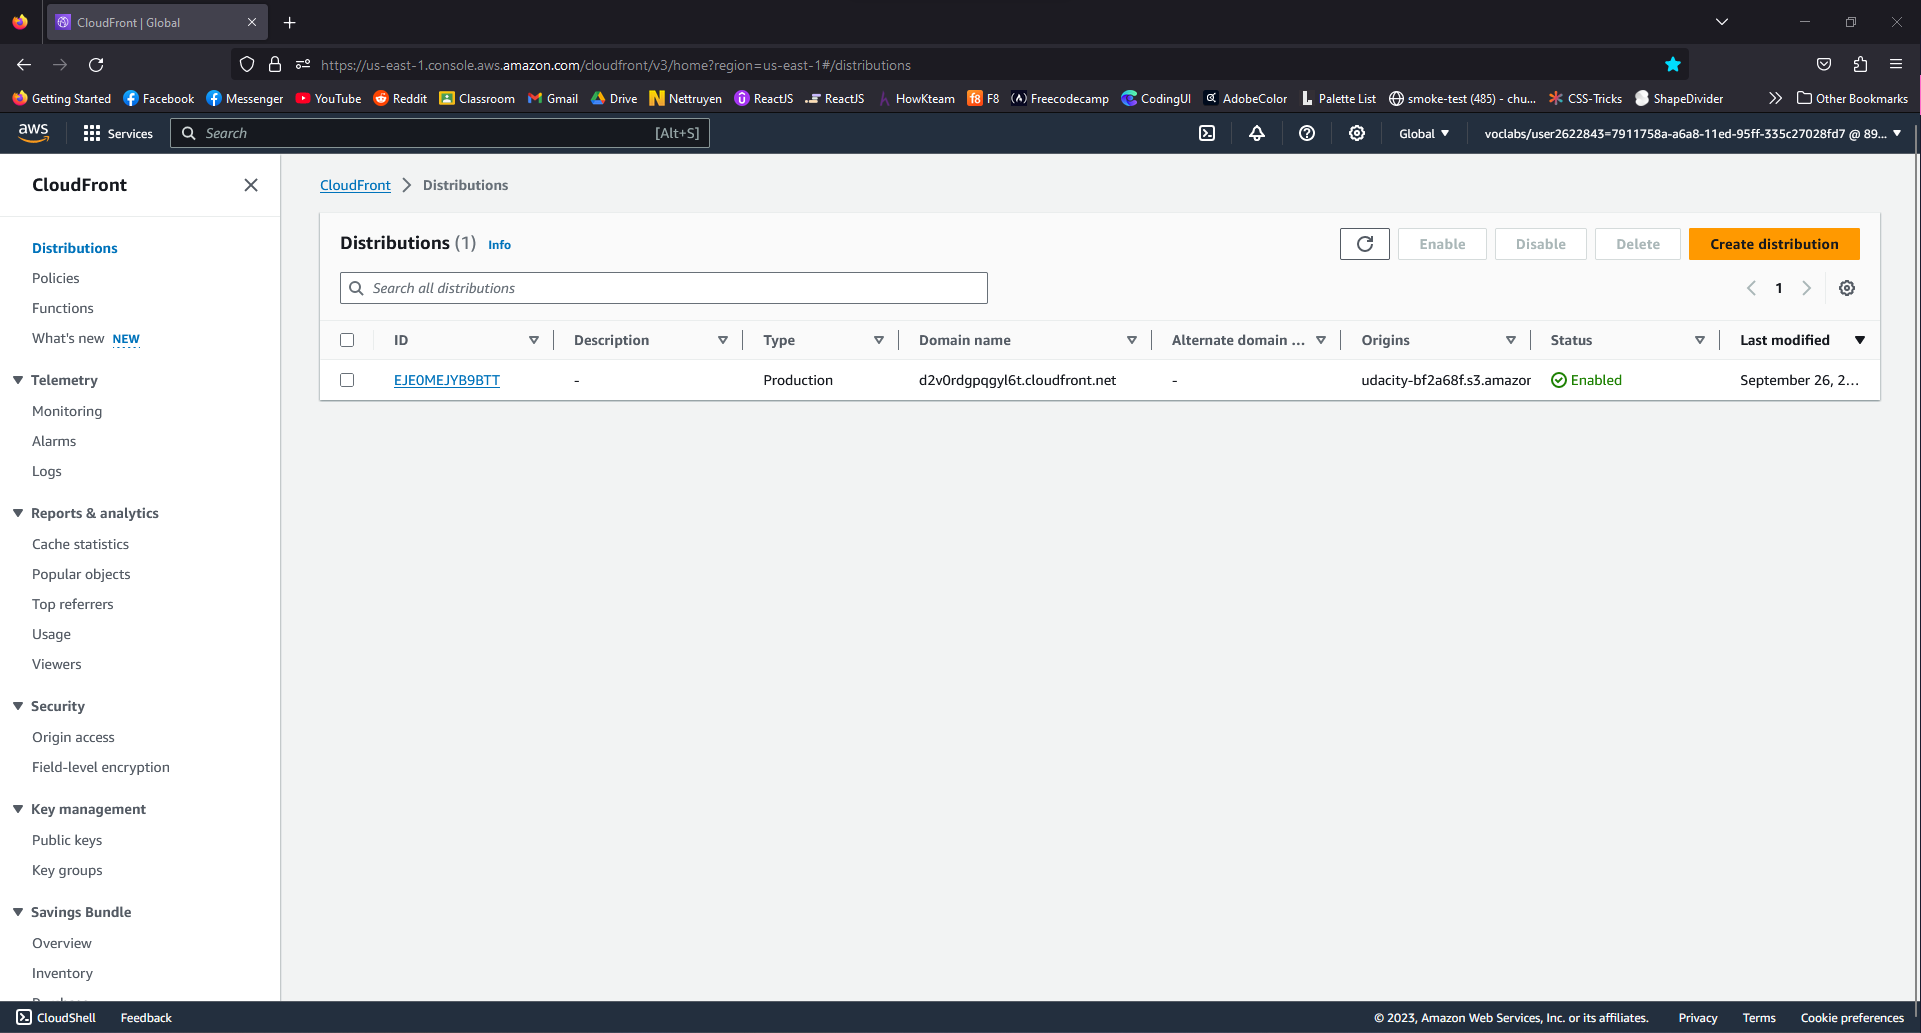 CloudFront | Global
https://us-east-1.console.aws.amazon.com/cloudfront/v3/home?region=us-east-1#/distributions
Getting Started Facebook Messenger YouTube Reddit Classroom Gmail Drive Nettruyen ReactJS ReactJS HowKteam F8 Freecodecamp CodingUI AdobeColor Palette List smoke-test (485) - chu... CSS-Tricks ShapeDivider Other Bookmarks
aws Services Search [Alt+S] Global voclabs/user2622843=7911758a-a6a8-11ed-95ff-335c27028fd7 @ 89...
CloudFront
Distributions
Policies
Functions
What's new NEW
Telemetry
Monitoring
Alarms
Logs
Reports & analytics
Cache statistics
Popular objects
Top referrers
Usage
Viewers
Security
Origin access
Field-level encryption
Key management
Public keys
Key groups
Savings Bundle
Overview
Inventory
CloudFront Distributions
Distributions (1) Info Enable Disable Delete Create distribution
Search all distributions 1
ID Description Type Domain name Alternate domain ... Origins Status Last modified
EJE0MEJYB9BTT - Production d2v0rdgpqgyl6t.cloudfront.net - udacity-bf2a68f.s3.amazor Enabled September 26, 2...
CloudShell Feedback © 2023, Amazon Web Services, Inc. or its affiliates. Privacy Terms Cookie preferences